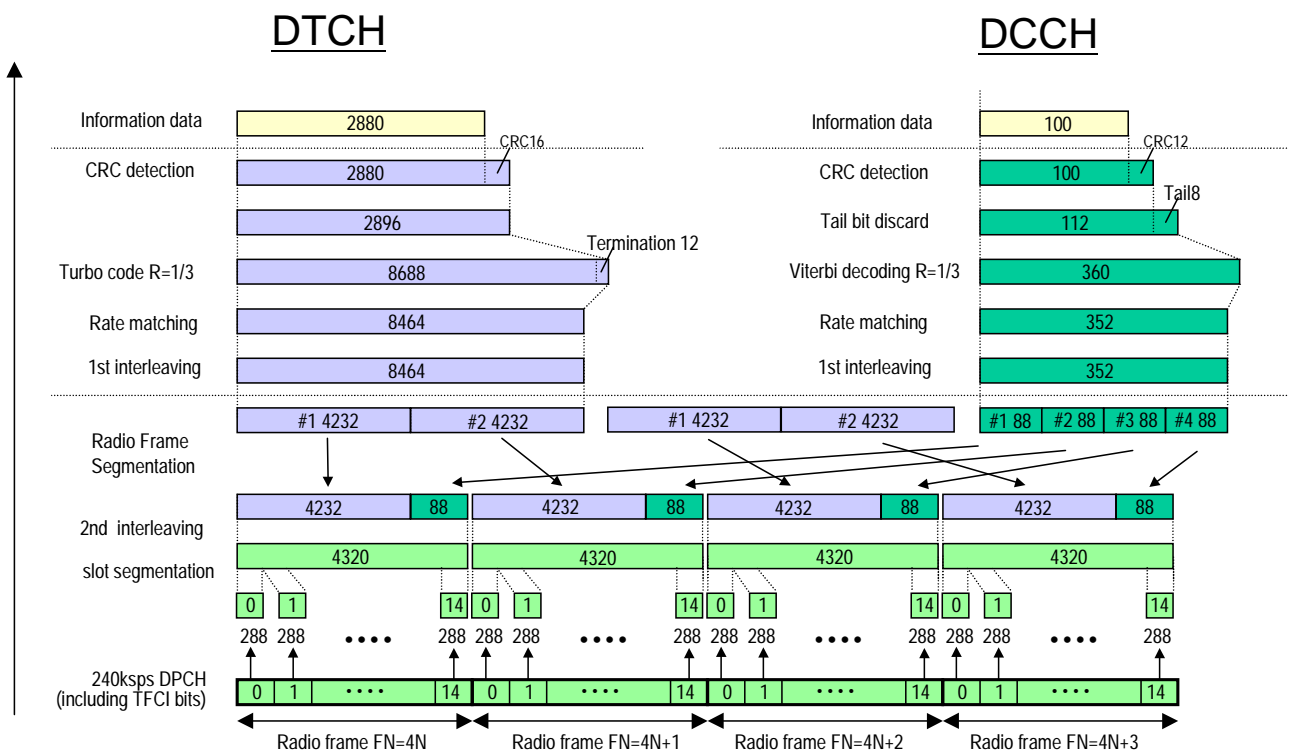 DTCH DCCH
Information data 2880 Information data 100
CRC16 CRC12
CRC detection 2880 CRC detection 100
Tail8
2896 Tail bit discard 112
Termination 12
Turbo code R=1/3 8688 Viterbi decoding R=1/3 360
Rate matching 8464 Rate matching 352
1st interleaving 8464 1st interleaving 352
#1 4232 #2 4232 #1 4232 #2 4232 #1 88 #2 88 #3 88 #4 88
Radio Frame
Segmentation
4232 88 4232 88 4232 88 4232 88
2nd interleaving
4320 4320 4320 4320
slot segmentation
0 1 14 0 1 14 0 1 14 0 1 14
288 288 •••• 288 288 288 •••• 288 288 288 •••• 288 288 288 •••• 288
240ksps DPCH
(including TFCI bits)
0 1 •••• 14 0 1 •••• 14 0 1 •••• 14 0 1 •••• 14
Radio frame FN=4N Radio frame FN=4N+1 Radio frame FN=4N+2 Radio frame FN=4N+3